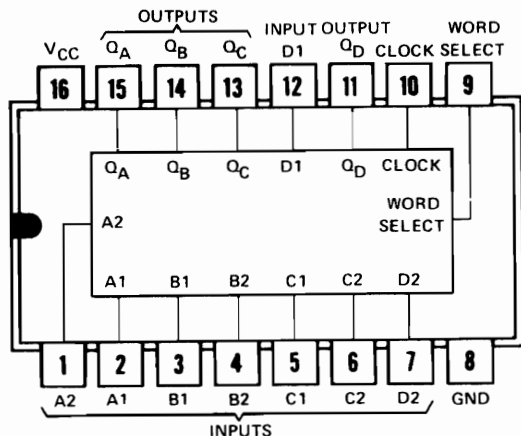 OUTPUTS
INPUT OUTPUT WORD
VCC QA QB QC D1 QD CLOCK SELECT
16 15 14 13 12 11 10 9
QA QB QC D1 QD CLOCK
A2
WORD
SELECT
A1 B1 B2 C1 C2 D2
1 2 3 4 5 6 7 8
A2 A1 B1 B2 C1 C2 D2 GND
INPUTS